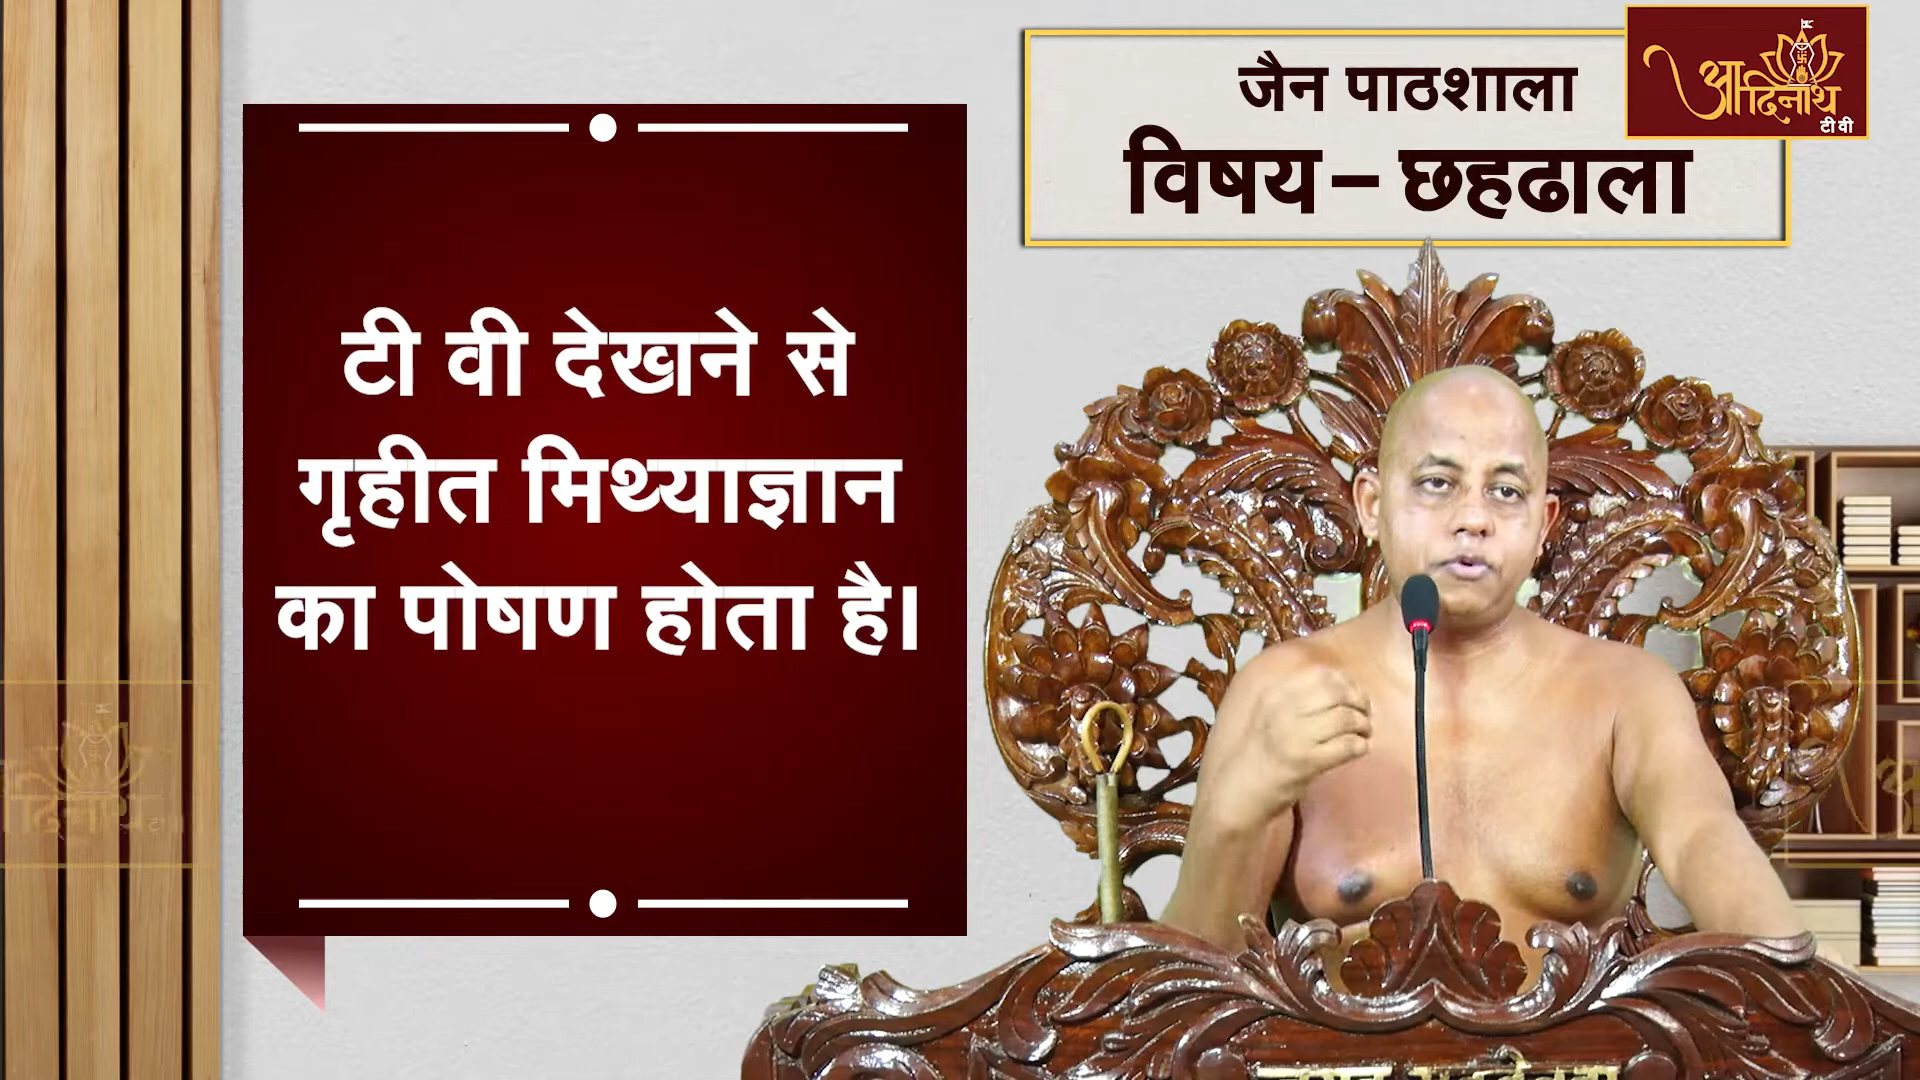 जैन पाठशाला
विषय – छहढाला
आदिनाथ
टी वी
टी वी देखने से
गृहीत मिथ्याज्ञान
का पोषण होता है।